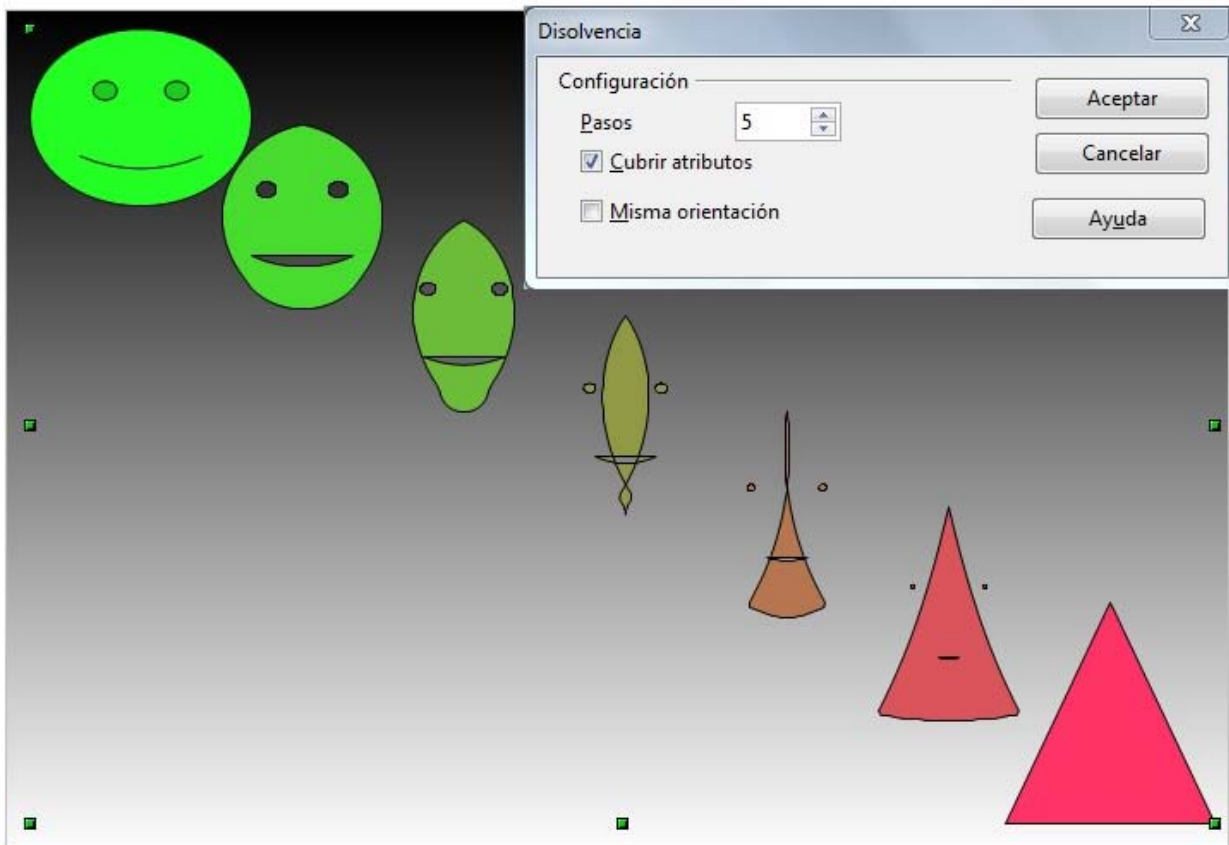 Disolvencia
Configuración
Pasos 5
Cubrir atributos
Misma orientación
Aceptar
Cancelar
Ayuda